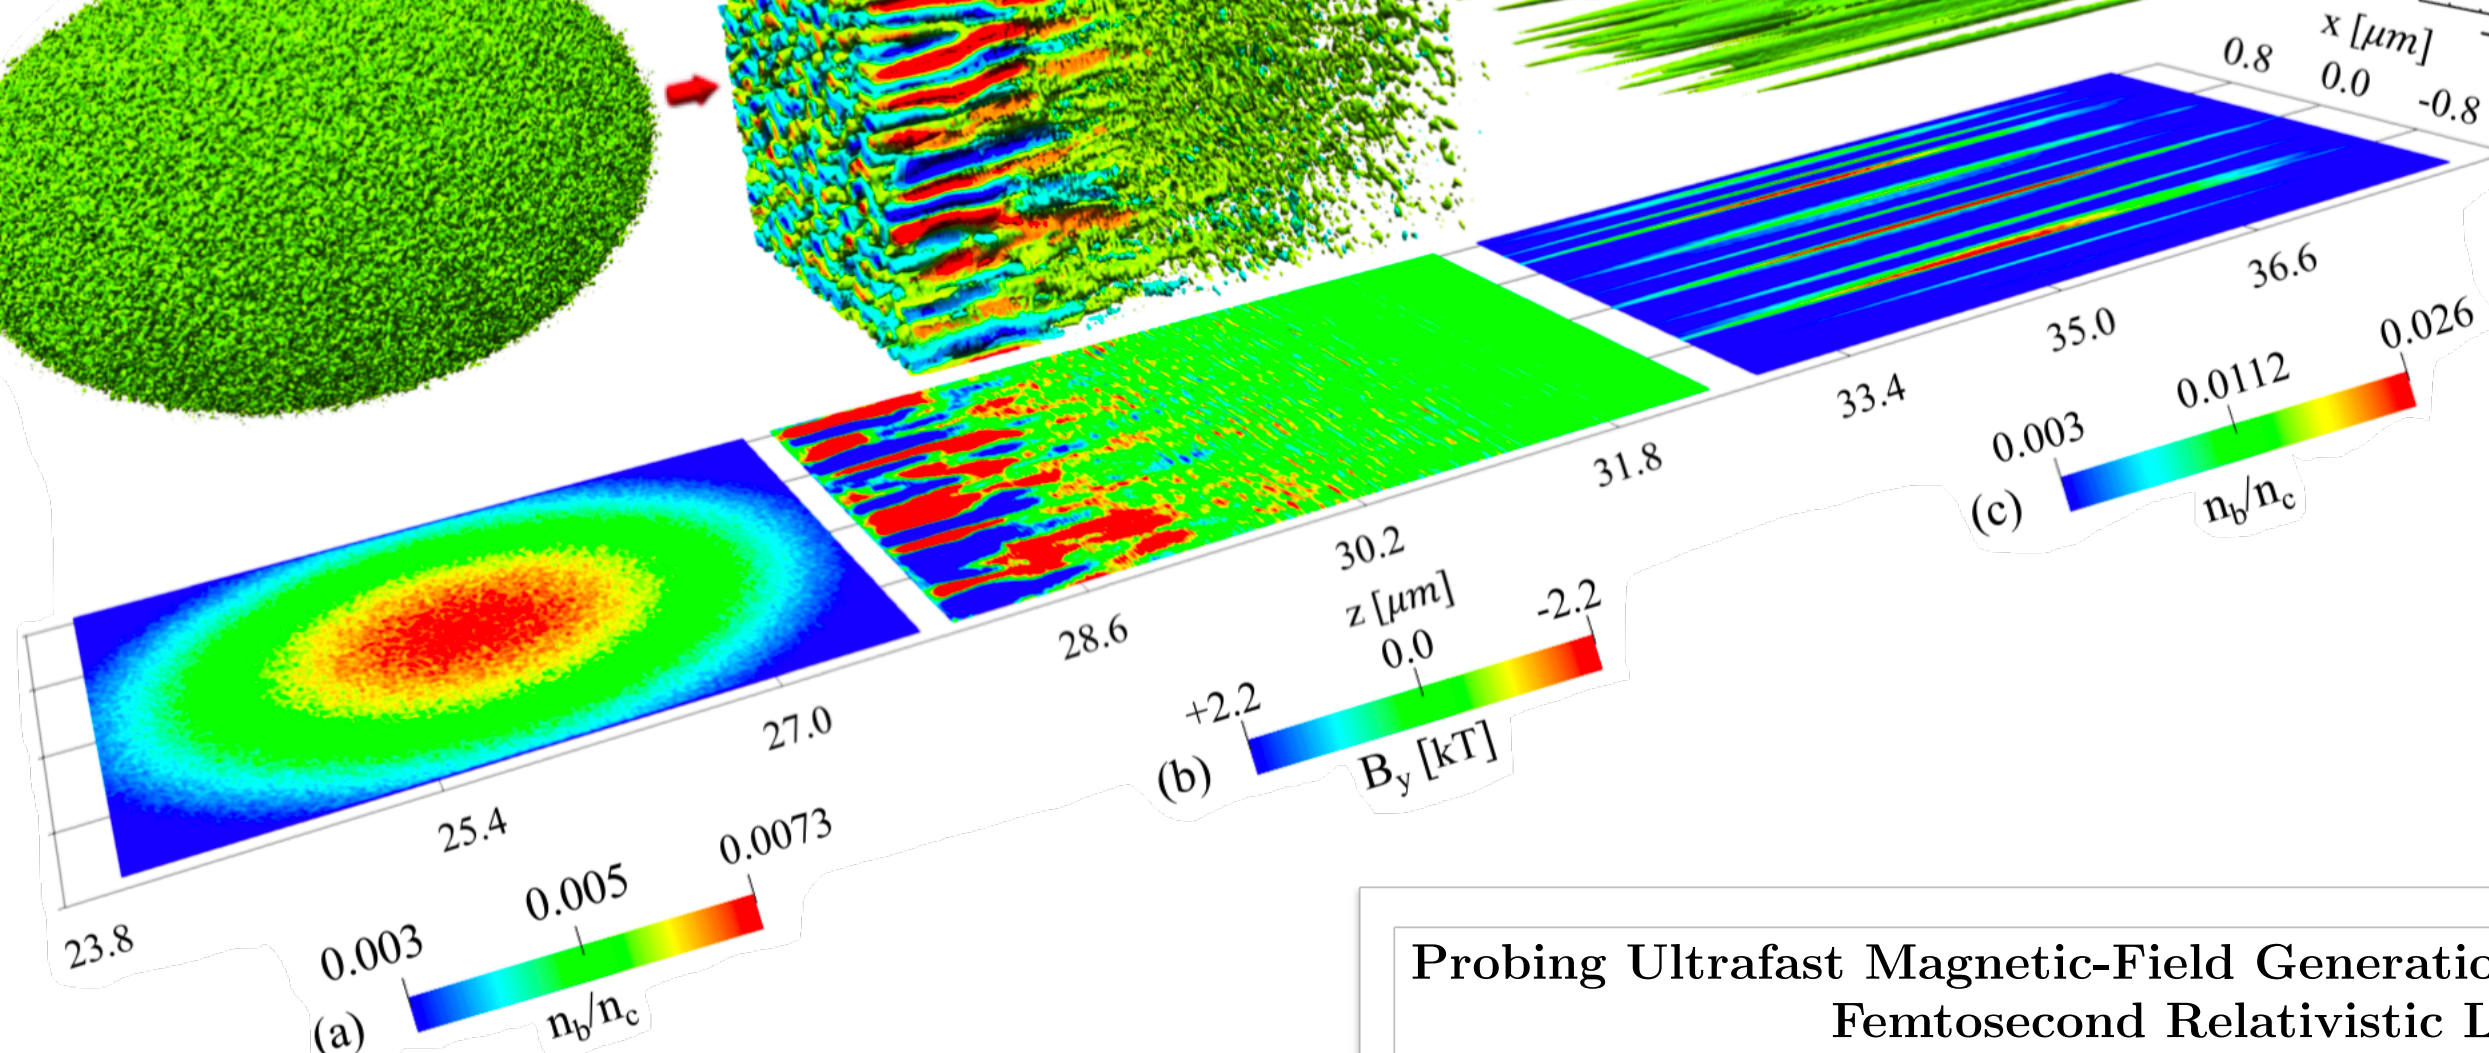 x [μm]
0.8
0.0
-0.8
36.6
35.0
33.4
31.8
30.2
28.6
27.0
25.4
23.8
z [μm]
0.003
0.0112
0.026
(c)
n_b/n_c
+2.2
0.0
-2.2
(b)
B_y [kT]
0.003
0.005
0.0073
(a)
n_b/n_c
Probing Ultrafast Magnetic-Field
Femtosecond Relativistic